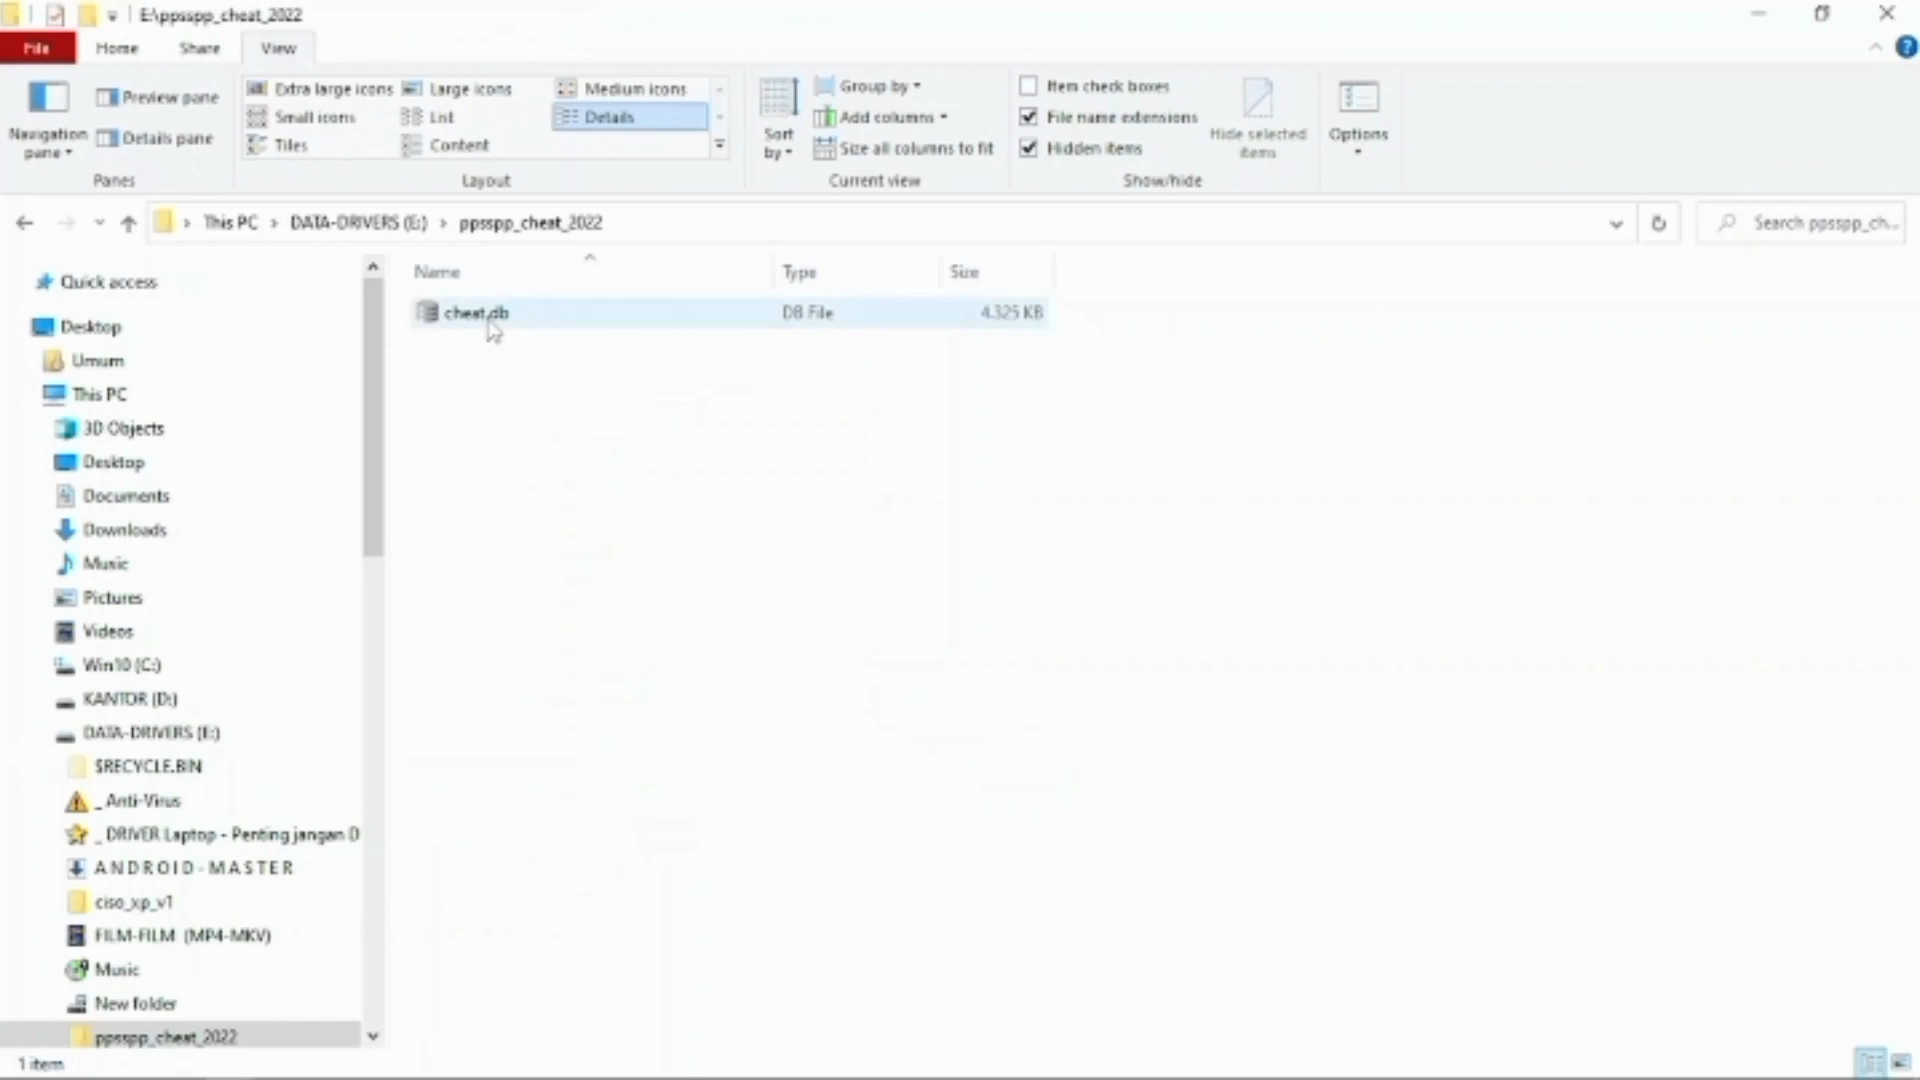 E:\ppsspp_cheat_2022
File Home Share View
Navigation pane
Preview pane
Details pane
Panes
Extra large icons Large icons Medium icons
Small icons List Details
Tiles Content
Layout
Sort by
Group by
Add columns
Size all columns to fit
Current view
Item check boxes
File name extensions
Hidden items
Hide selected items
Show/hide
Options
This PC › DATA-DRIVERS (E:) › ppsspp_cheat_2022
Search ppsspp_ch...
Name Type Size
cheat.db DB File 4.325 KB
Quick access
Desktop
Umum
This PC
3D Objects
Desktop
Documents
Downloads
Music
Pictures
Videos
Win10 (C:)
KANTOR (D:)
DATA-DRIVERS (E:)
$RECYCLE.BIN
_ Anti-Virus
_ DRIVER Laptop - Penting jangan D
A N D R O I D - M A S T E R
ciso_xp_v1
FILM-FILM (MP4-MKV)
Music
New folder
ppsspp_cheat_2022
1 item